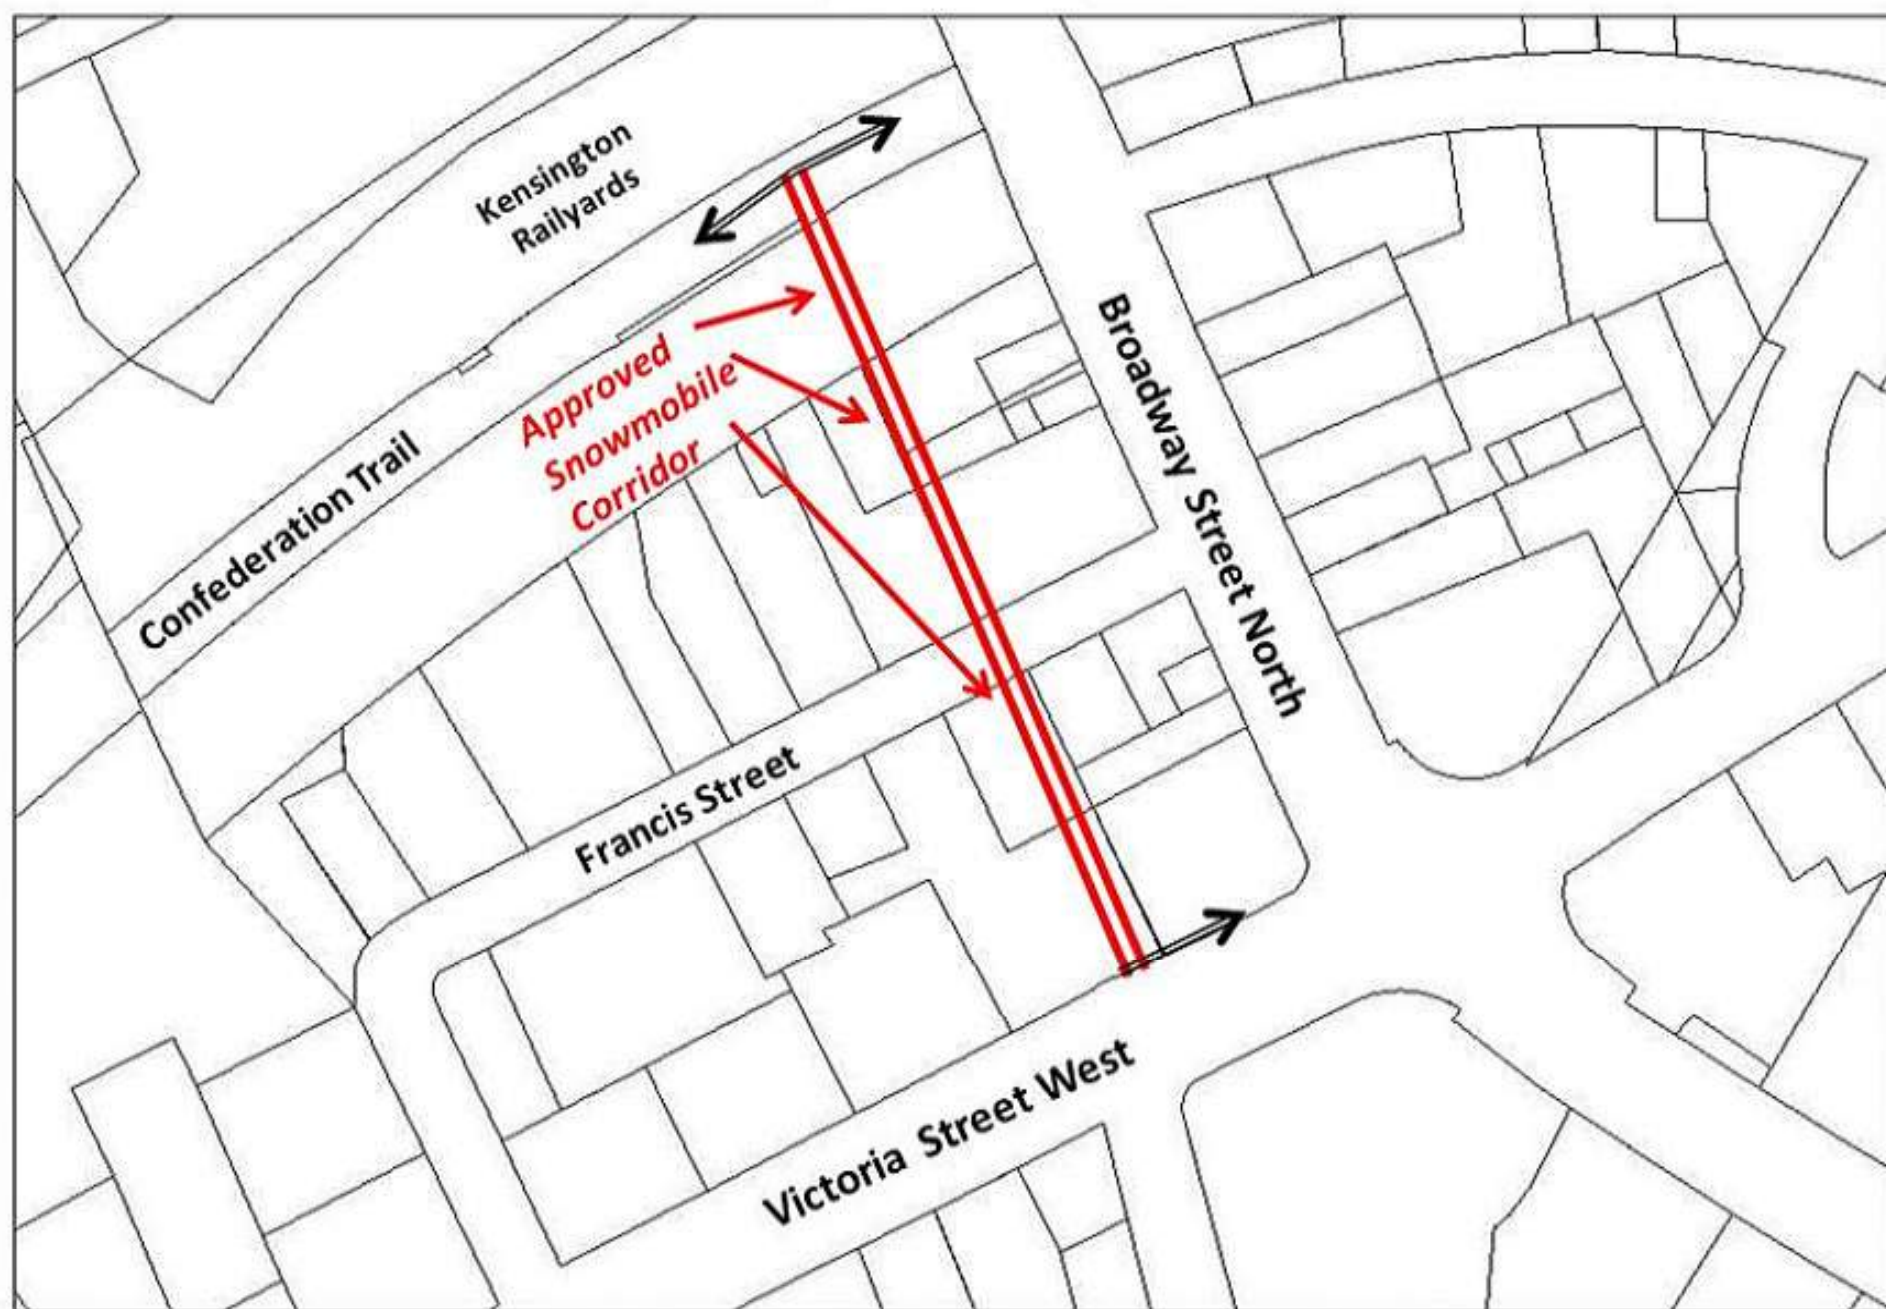 Kensington
Railyards
Approved
Snowmobile
Corridor
Confederation Trail
Broadway Street North
Francis Street
Victoria Street West